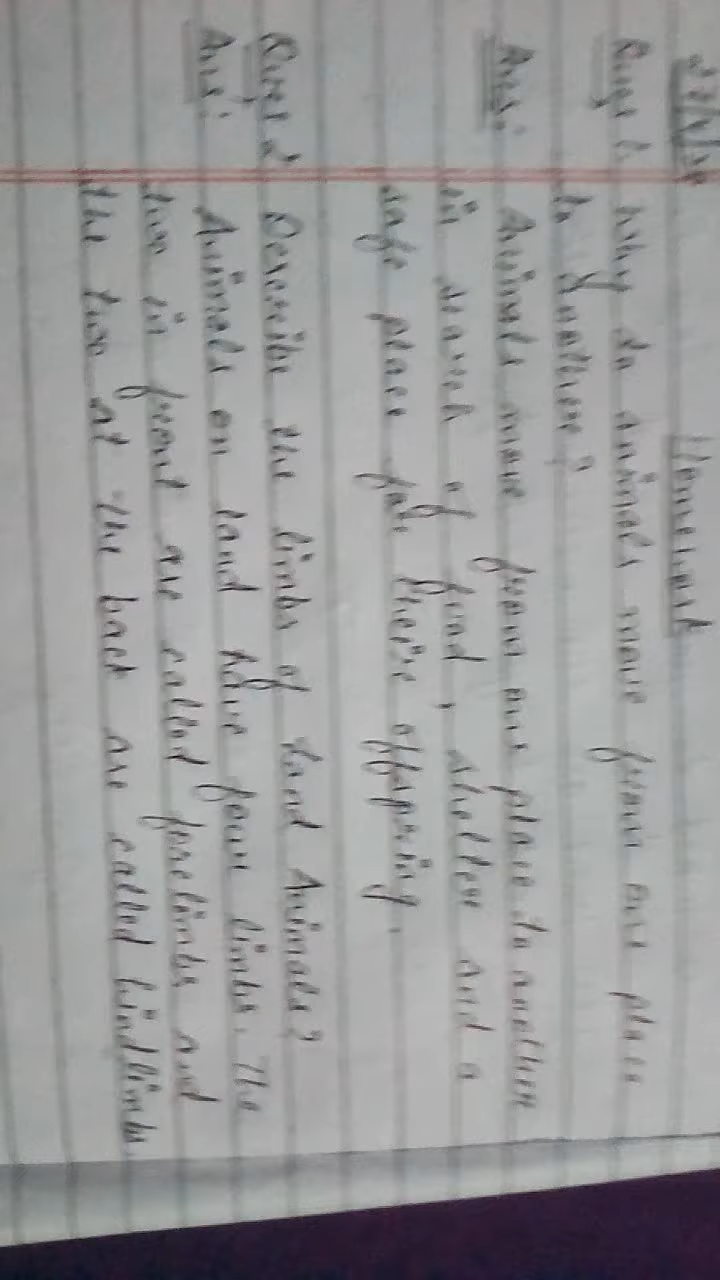 Homework
Ques 1. Why do animals move from one place
to Another?
Ans: Animals move from one place to another
in search of food, shelter and a
safe place for their offspring.
Ques 2 Describe the limbs of Land Animals?
Ans: Animals on land have four limbs. The
two in front are called forelimbs and
the two at the back are called hindlimbs.